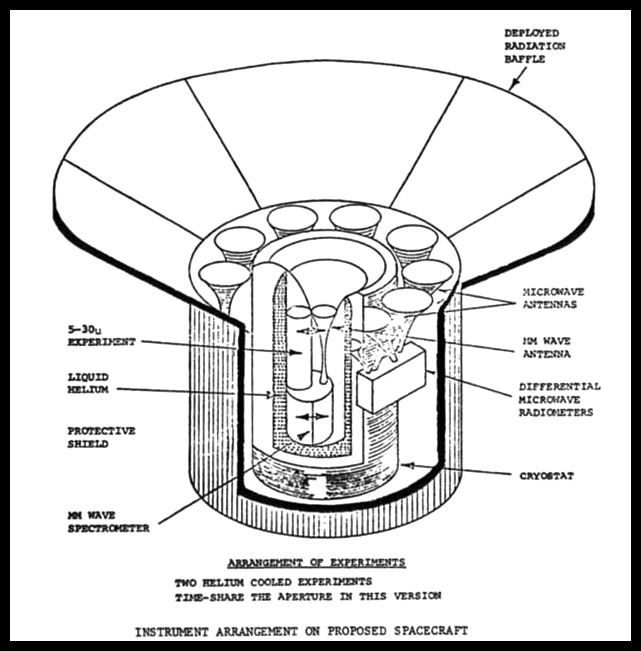 DEPLOYED
RADIATION
BAFFLE
MICROWAVE
ANTENNAS
5-30u
EXPERIMENT
MM WAVE
ANTENNA
LIQUID
HELIUM
DIFFERENTIAL
MICROWAVE
RADIOMETERS
PROTECTIVE
SHIELD
CRYOSTAT
MM WAVE
SPECTROMETER
ARRANGEMENT OF EXPERIMENTS
TWO HELIUM COOLED EXPERIMENTS
TIME-SHARE THE APERTURE IN THIS VERSION
INSTRUMENT ARRANGEMENT ON PROPOSED SPACECRAFT